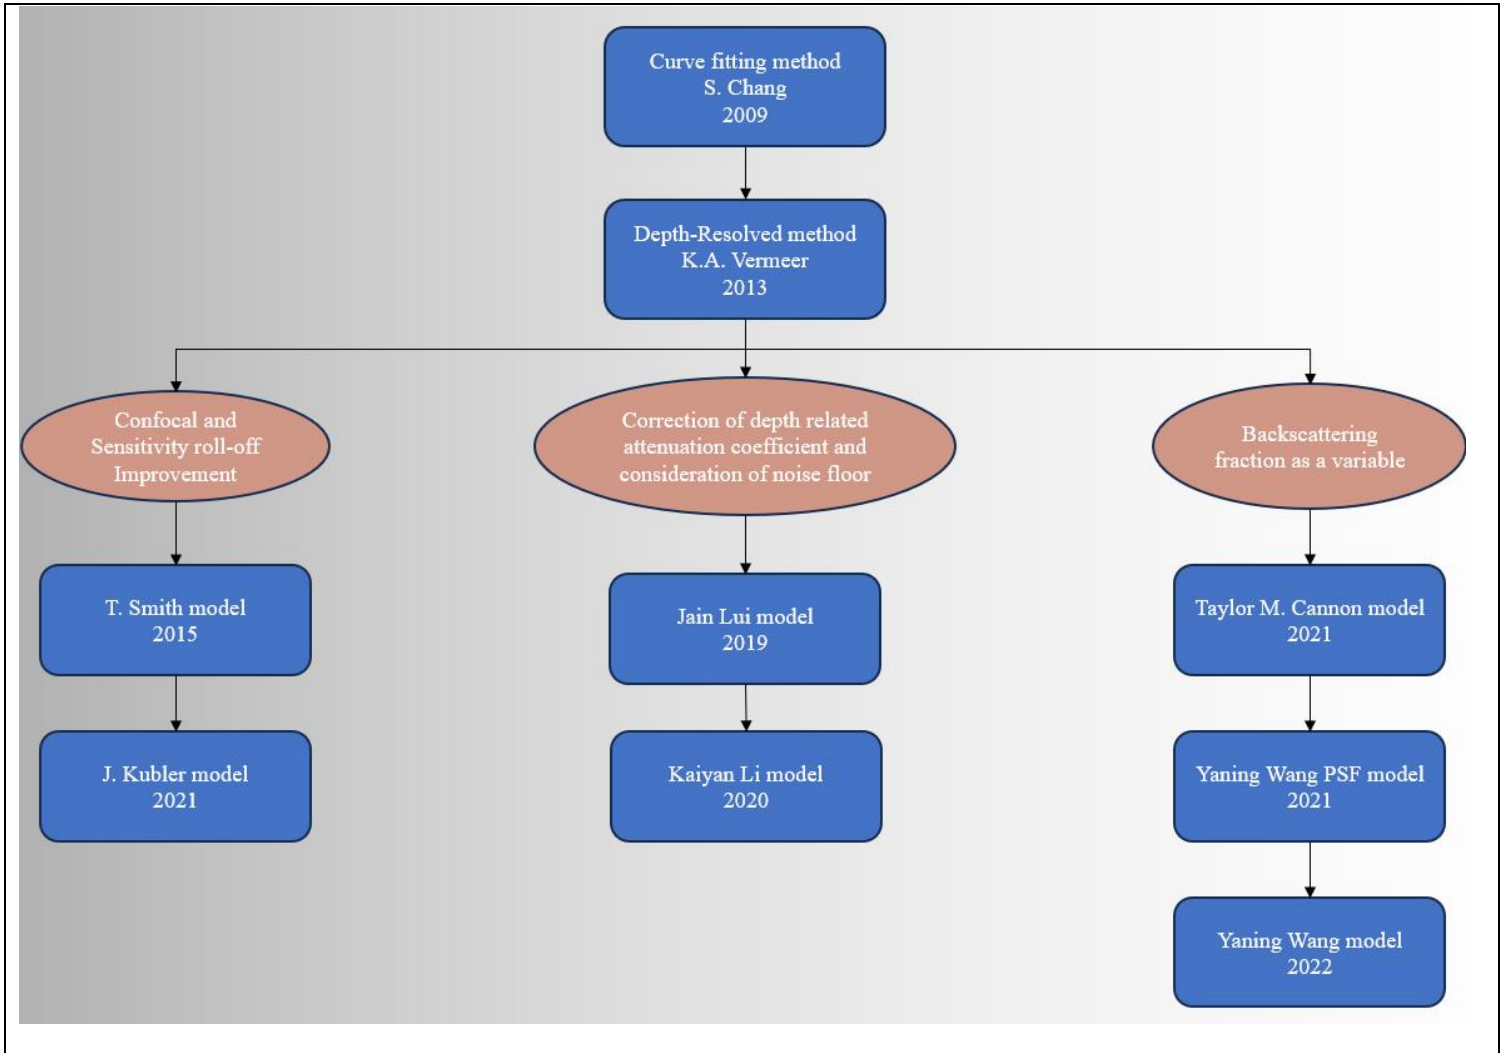 Curve fitting method
S. Chang
2009
Depth-Resolved method
K.A. Vermeer
2013
Confocal and
Sensitivity roll-off
Improvement
Correction of depth related
attenuation coefficient and
consideration of noise floor
Backscattering
fraction as a variable
T. Smith model
2015
Jain Lui model
2019
Taylor M. Cannon model
2021
J. Kubler model
2021
Kaiyan Li model
2020
Yaning Wang PSF model
2021
Yaning Wang model
2022